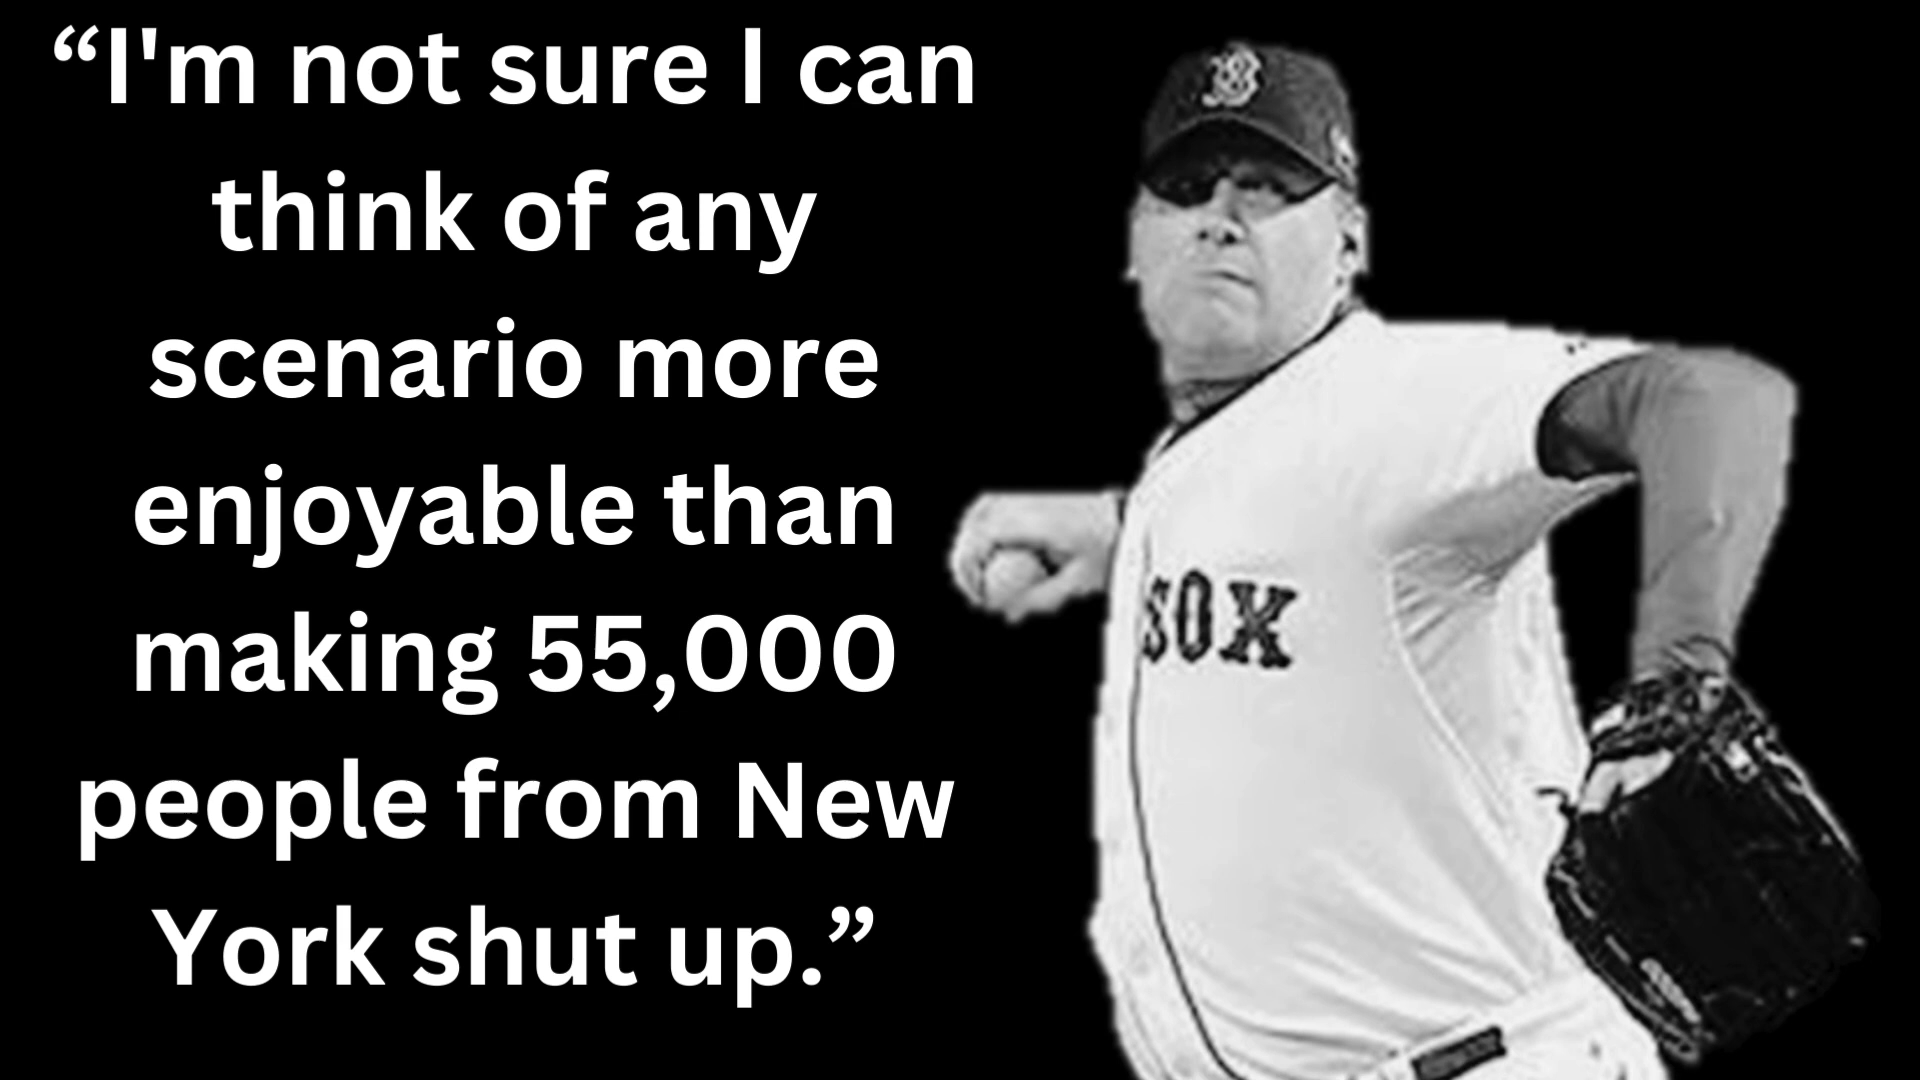 “I'm not sure I can
think of any
scenario more
enjoyable than
making 55,000
people from New
York shut up.”
B
SOX